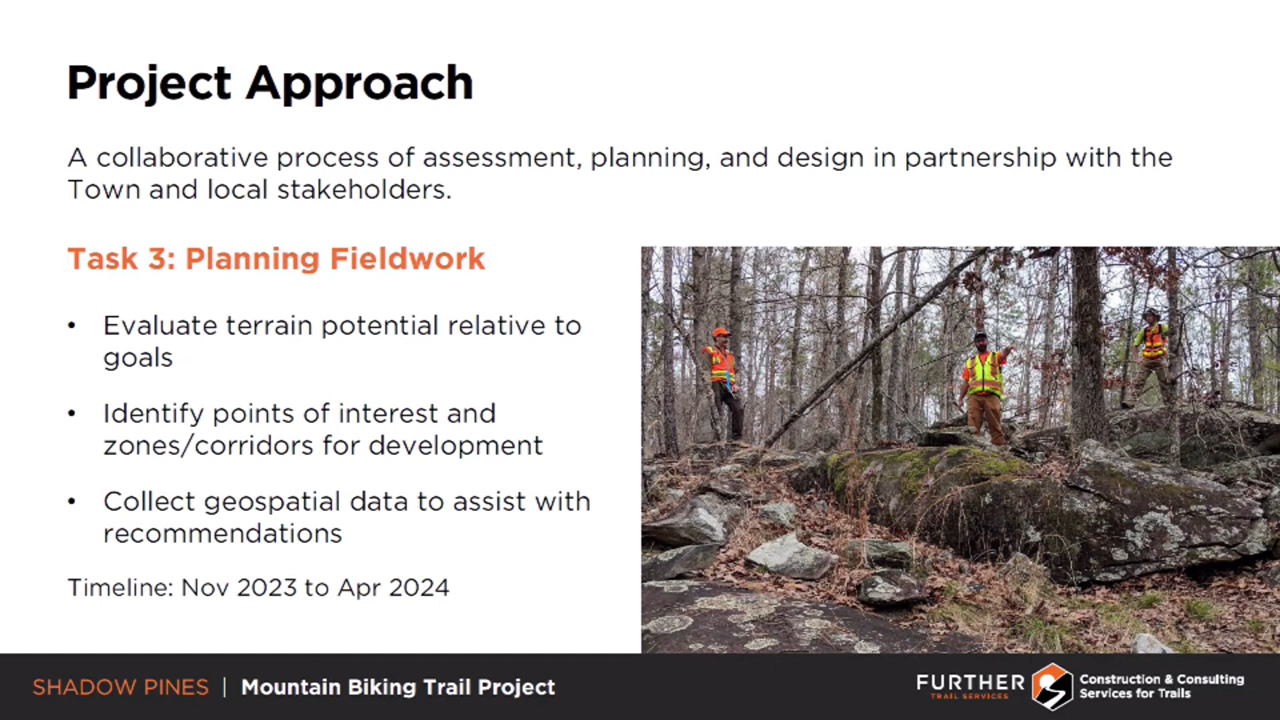 Project Approach
A collaborative process of assessment, planning, and design in partnership with the
Town and local stakeholders.
Task 3: Planning Fieldwork
• Evaluate terrain potential relative to
goals
• Identify points of interest and
zones/corridors for development
• Collect geospatial data to assist with
recommendations
Timeline: Nov 2023 to Apr 2024
SHADOW PINES | Mountain Biking Trail Project
FURTHER
TRAIL SERVICES
Construction & Consulting
Services for Trails